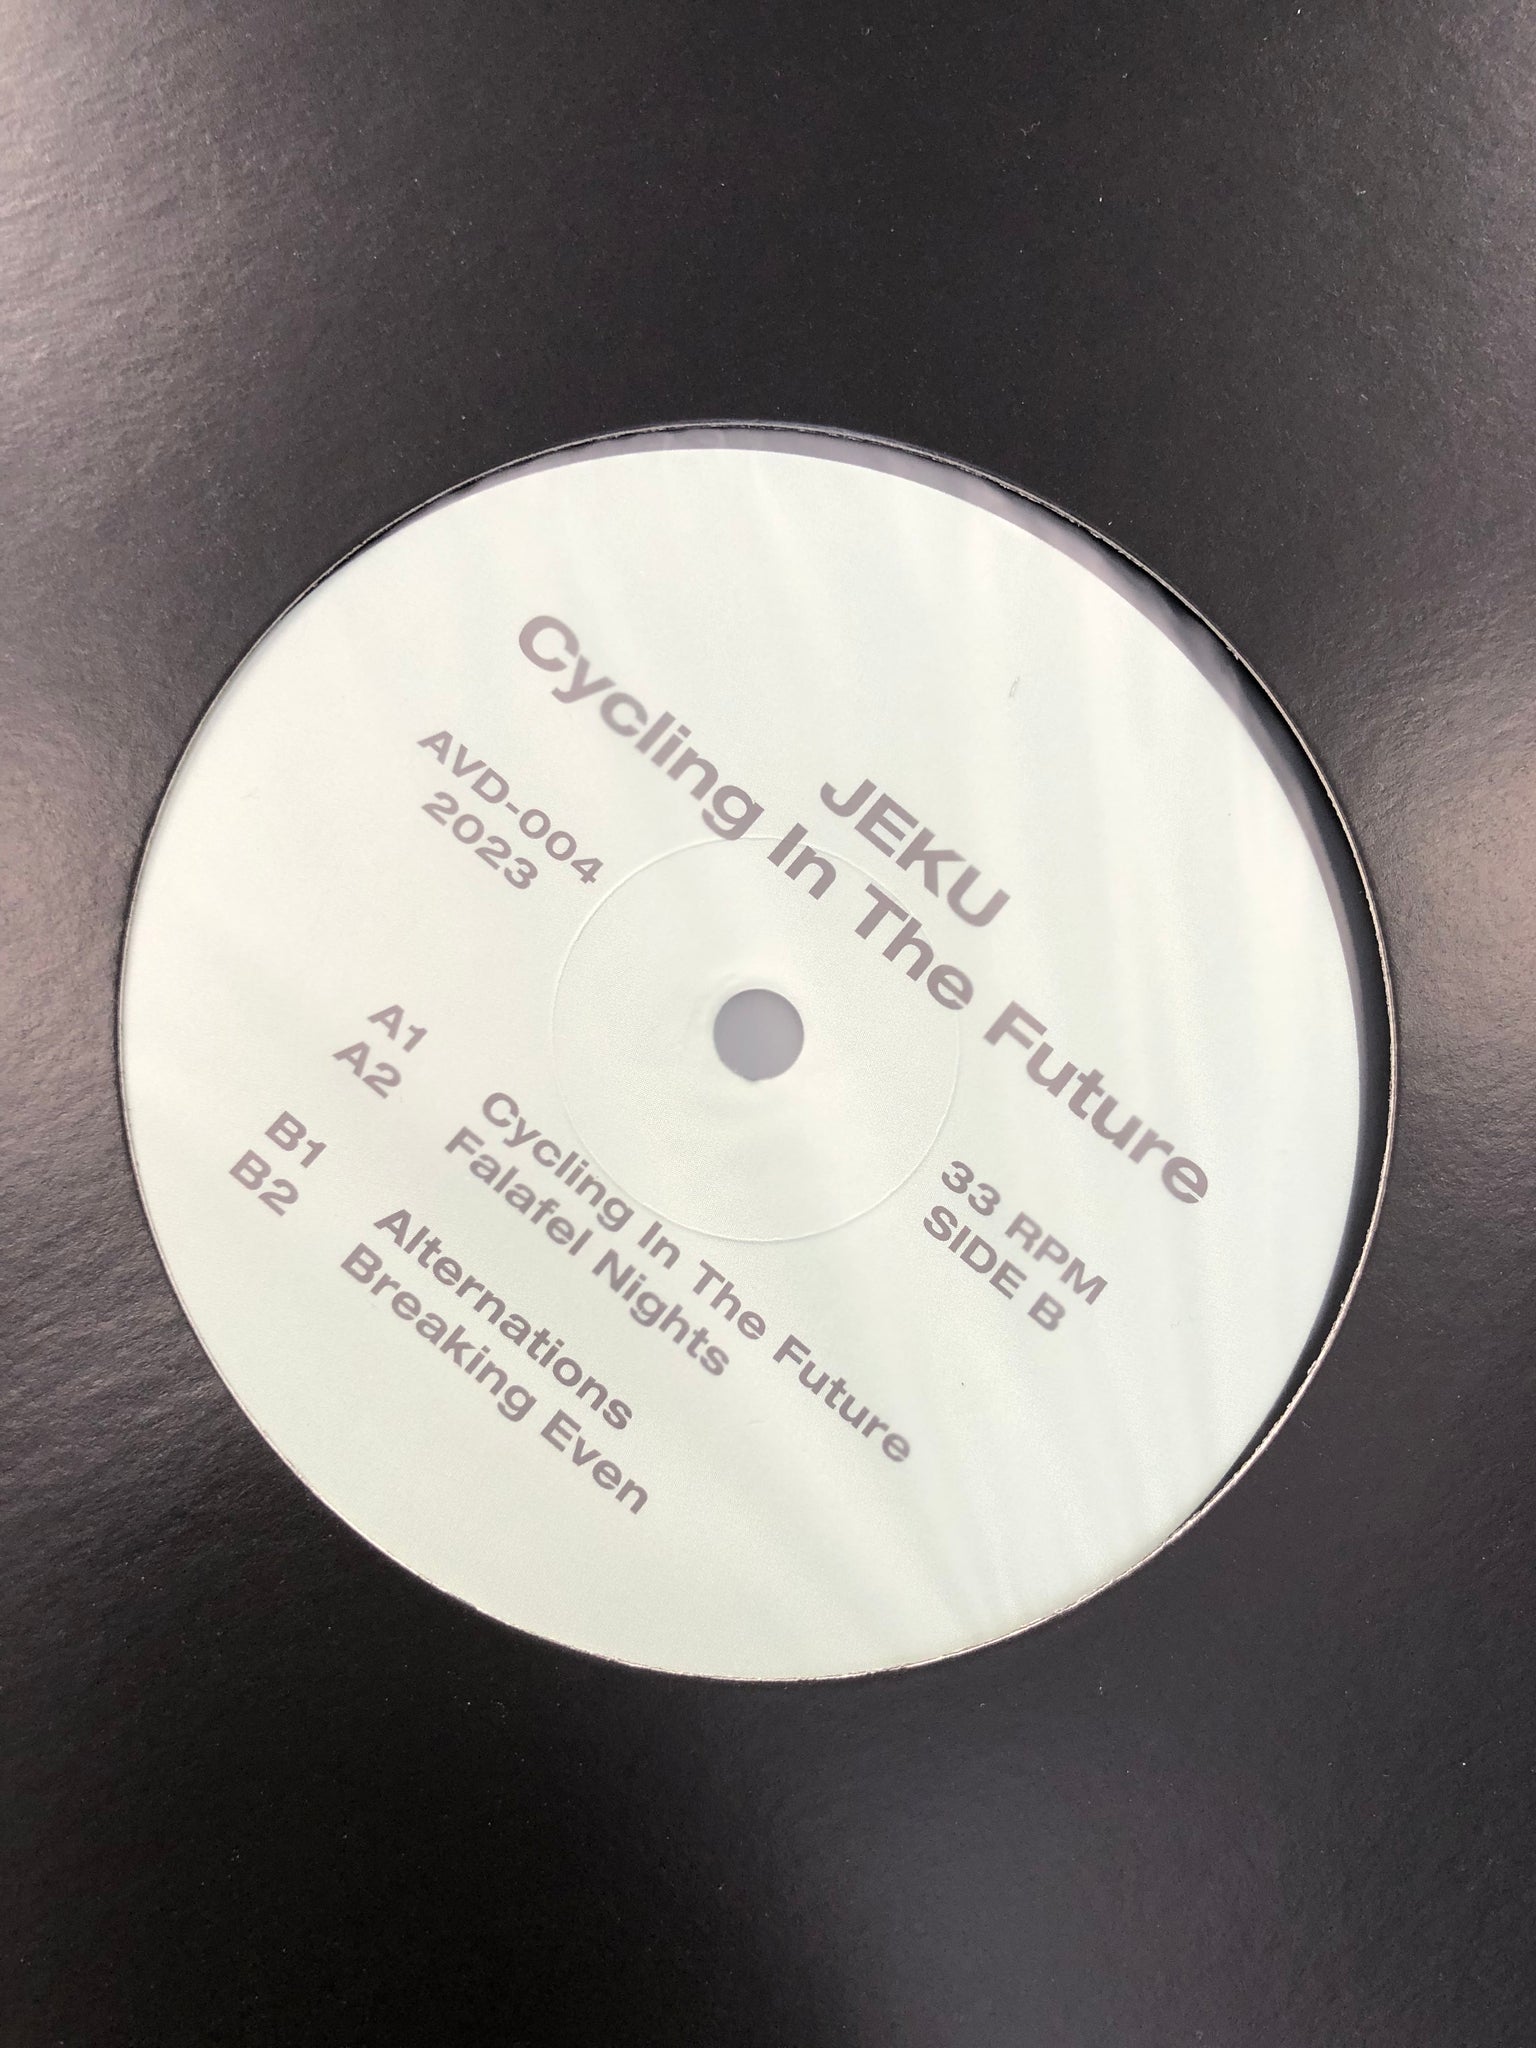 JEKU
Cycling In The Future
AVD-004
2023
33 RPM
SIDE B
A1 Cycling In The Future
A2 Falafel Nights
B1 Alternations
B2 Breaking Even